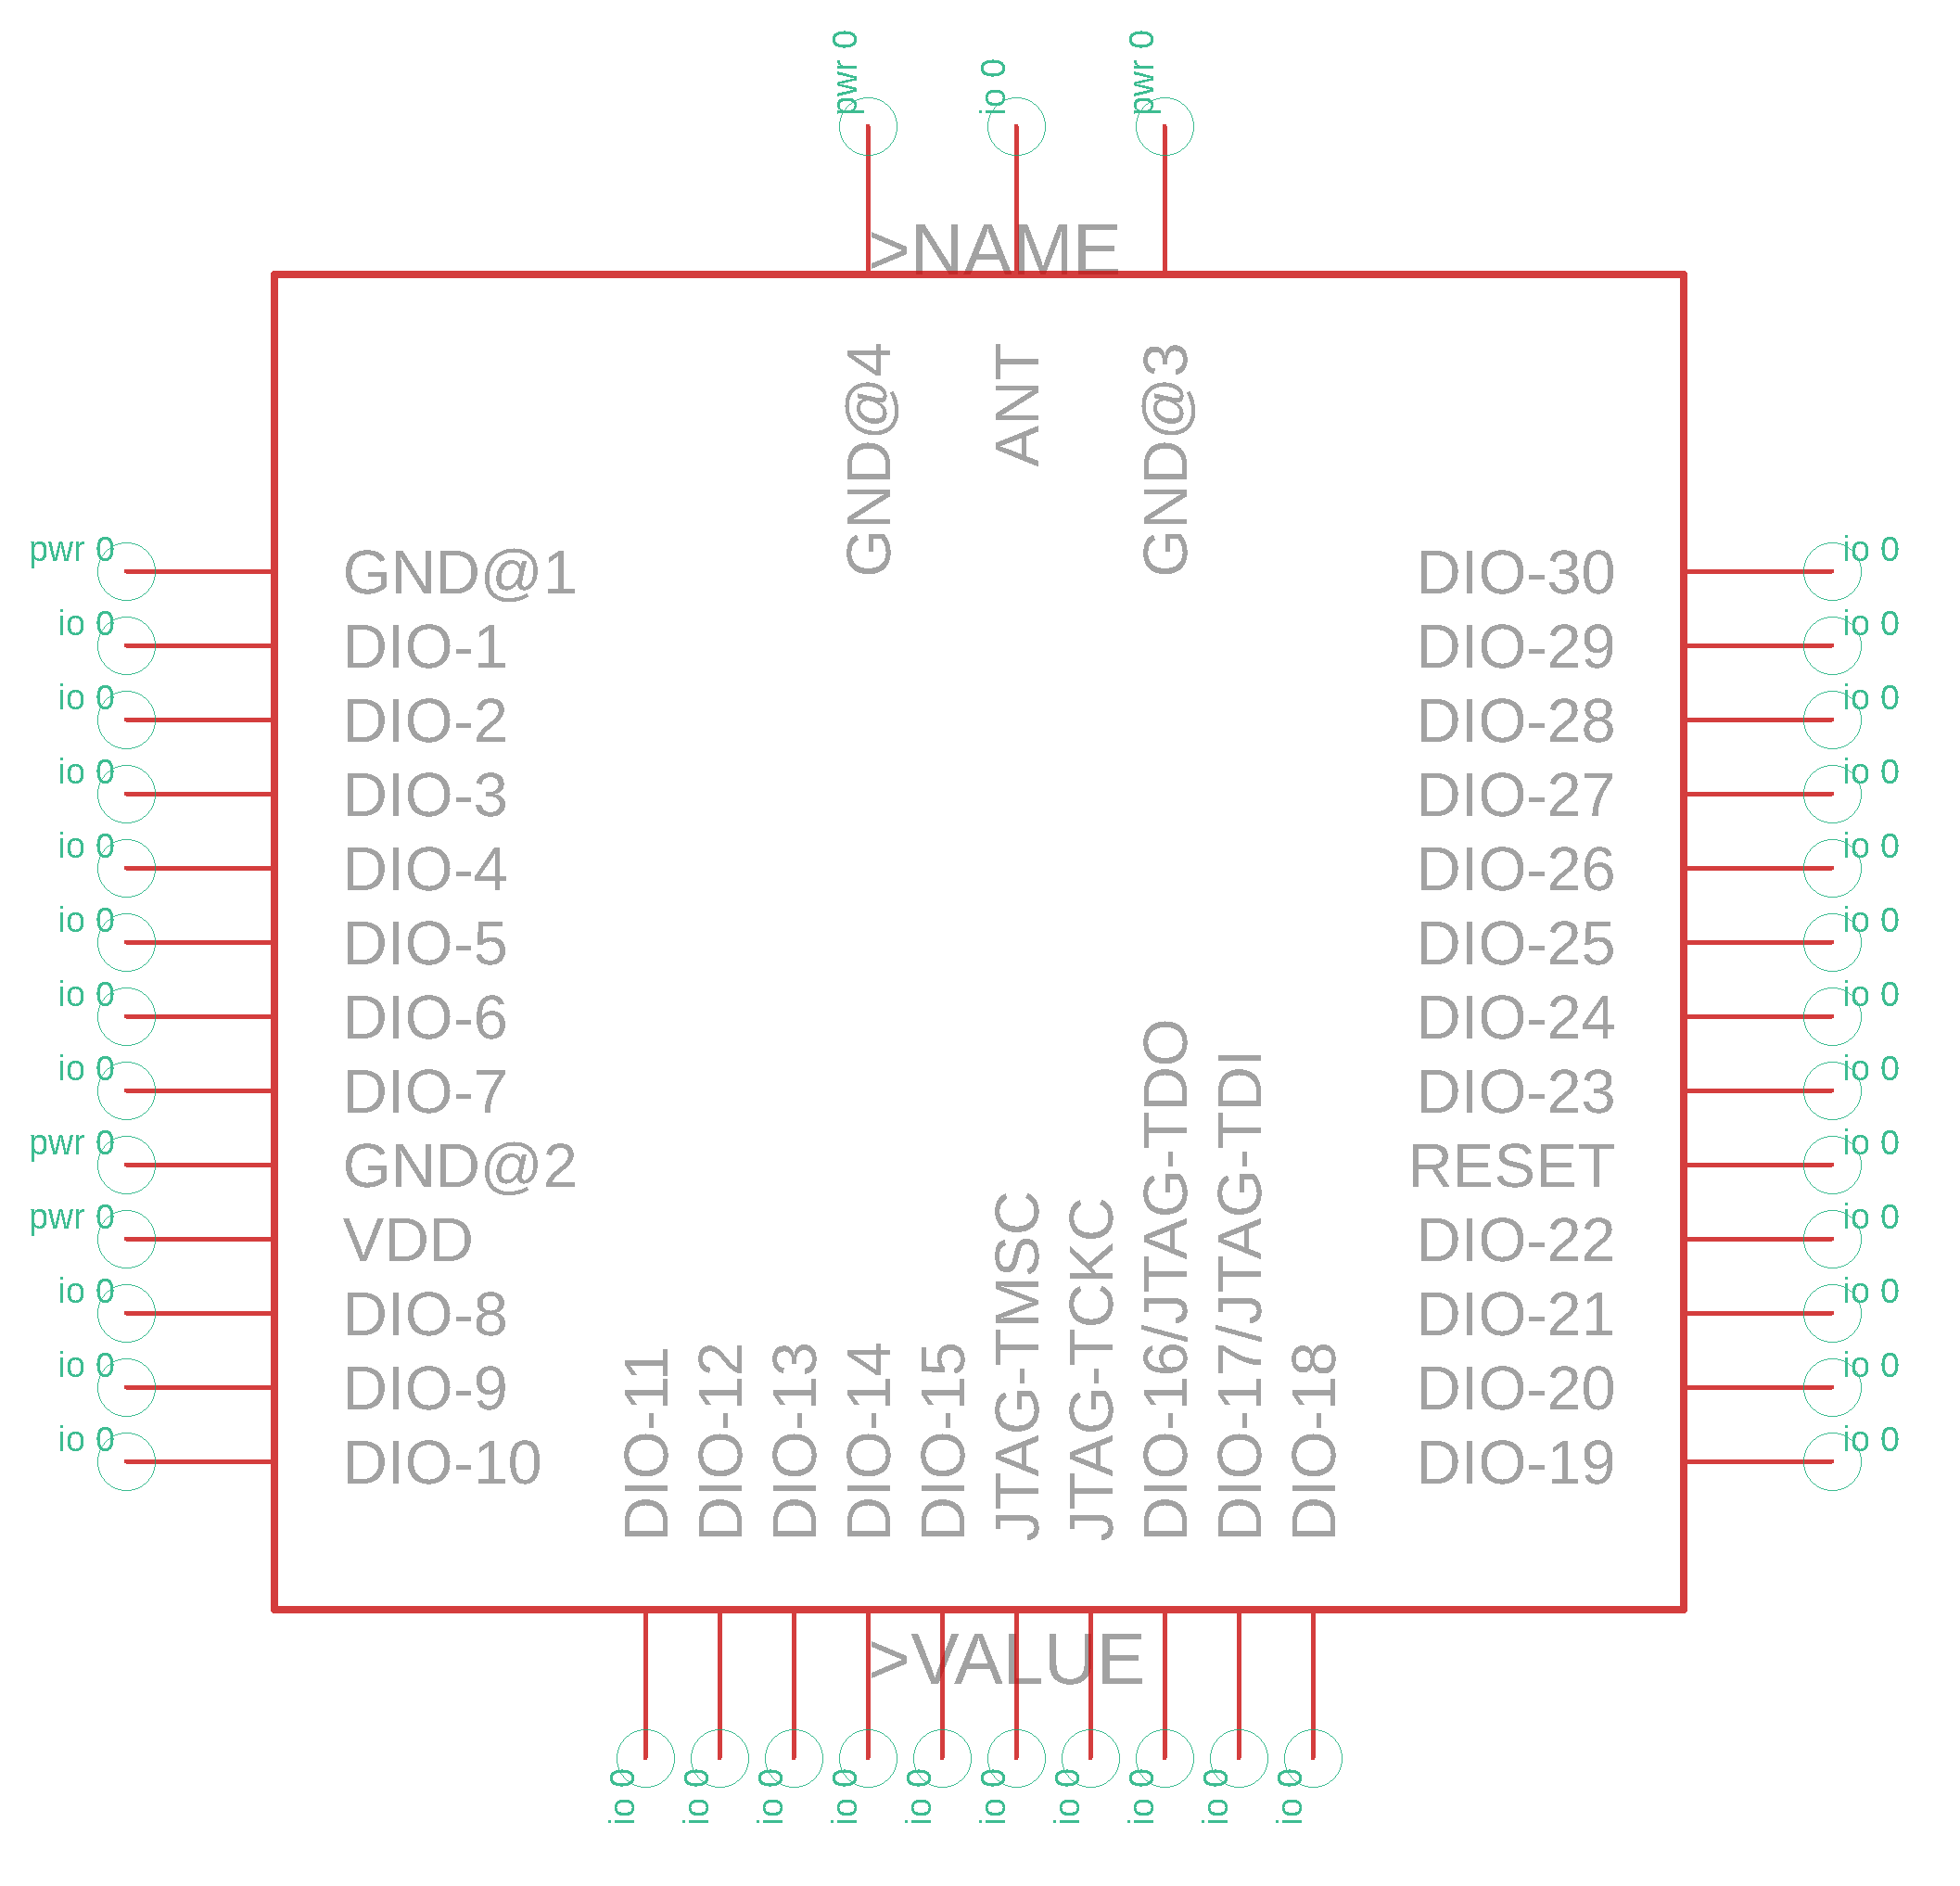 pwr 0
io 0
pwr 0
>NAME
GND@4
ANT
GND@3
pwr 0 GND@1 DIO-30 io 0
io 0 DIO-1 DIO-29 io 0
io 0 DIO-2 DIO-28 io 0
io 0 DIO-3 DIO-27 io 0
io 0 DIO-4 DIO-26 io 0
io 0 DIO-5 DIO-25 io 0
io 0 DIO-6 DIO-24 io 0
io 0 DIO-7 DIO-23 io 0
pwr 0 GND@2 RESET io 0
pwr 0 VDD DIO-22 io 0
io 0 DIO-8 DIO-21 io 0
io 0 DIO-9 DIO-20 io 0
io 0 DIO-10 DIO-19 io 0
DIO-11
DIO-12
DIO-13
DIO-14
DIO-15
JTAG-TMSC
JTAG-TCKC
DIO-16/JTAG-TDO
DIO-17/JTAG-TDI
DIO-18
>VALUE
io 0
io 0
io 0
io 0
io 0
io 0
io 0
io 0
io 0
io 0